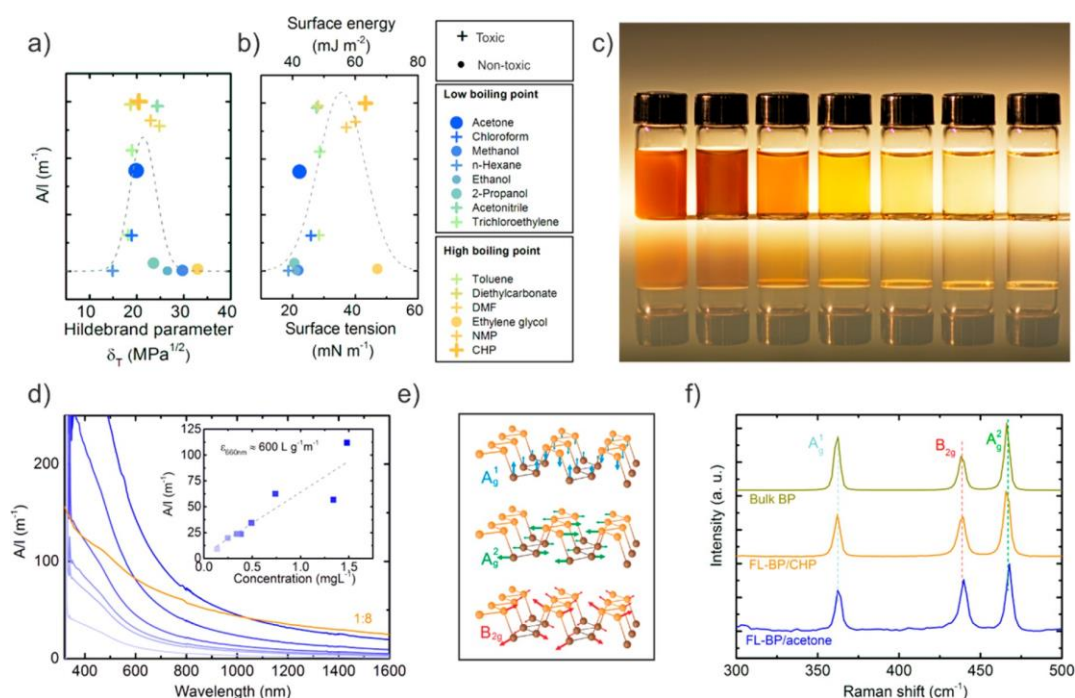 a)
A/l (m-1)
10 20 30 40
Hildebrand parameter
δT (MPa1/2)
b)
Surface energy
(mJ m-2)
40 60 80
0 20 40 60
Surface tension
(mN m-1)
Toxic
Non-toxic
Low boiling point
Acetone
Chloroform
Methanol
n-Hexane
Ethanol
2-Propanol
Acetonitrile
Trichloroethylene
High boiling point
Toluene
Diethylcarbonate
DMF
Ethylene glycol
NMP
CHP
c)
d)
A/l (m-1)
200
100
0
400 600 800 1000 1200 1400 1600
Wavelength (nm)
1:8
A/l (m-1)
125
100
75
50
25
0
0.0 0.5 1.0 1.5
Concentration (mgL-1)
ε660nm ≈ 600 L g-1m-1
e)
Ag1
Ag2
B2g
f)
Intensity (a. u.)
Ag1
B2g
Ag2
Bulk BP
FL-BP/CHP
FL-BP/acetone
300 350 400 450 500
Raman shift (cm-1)